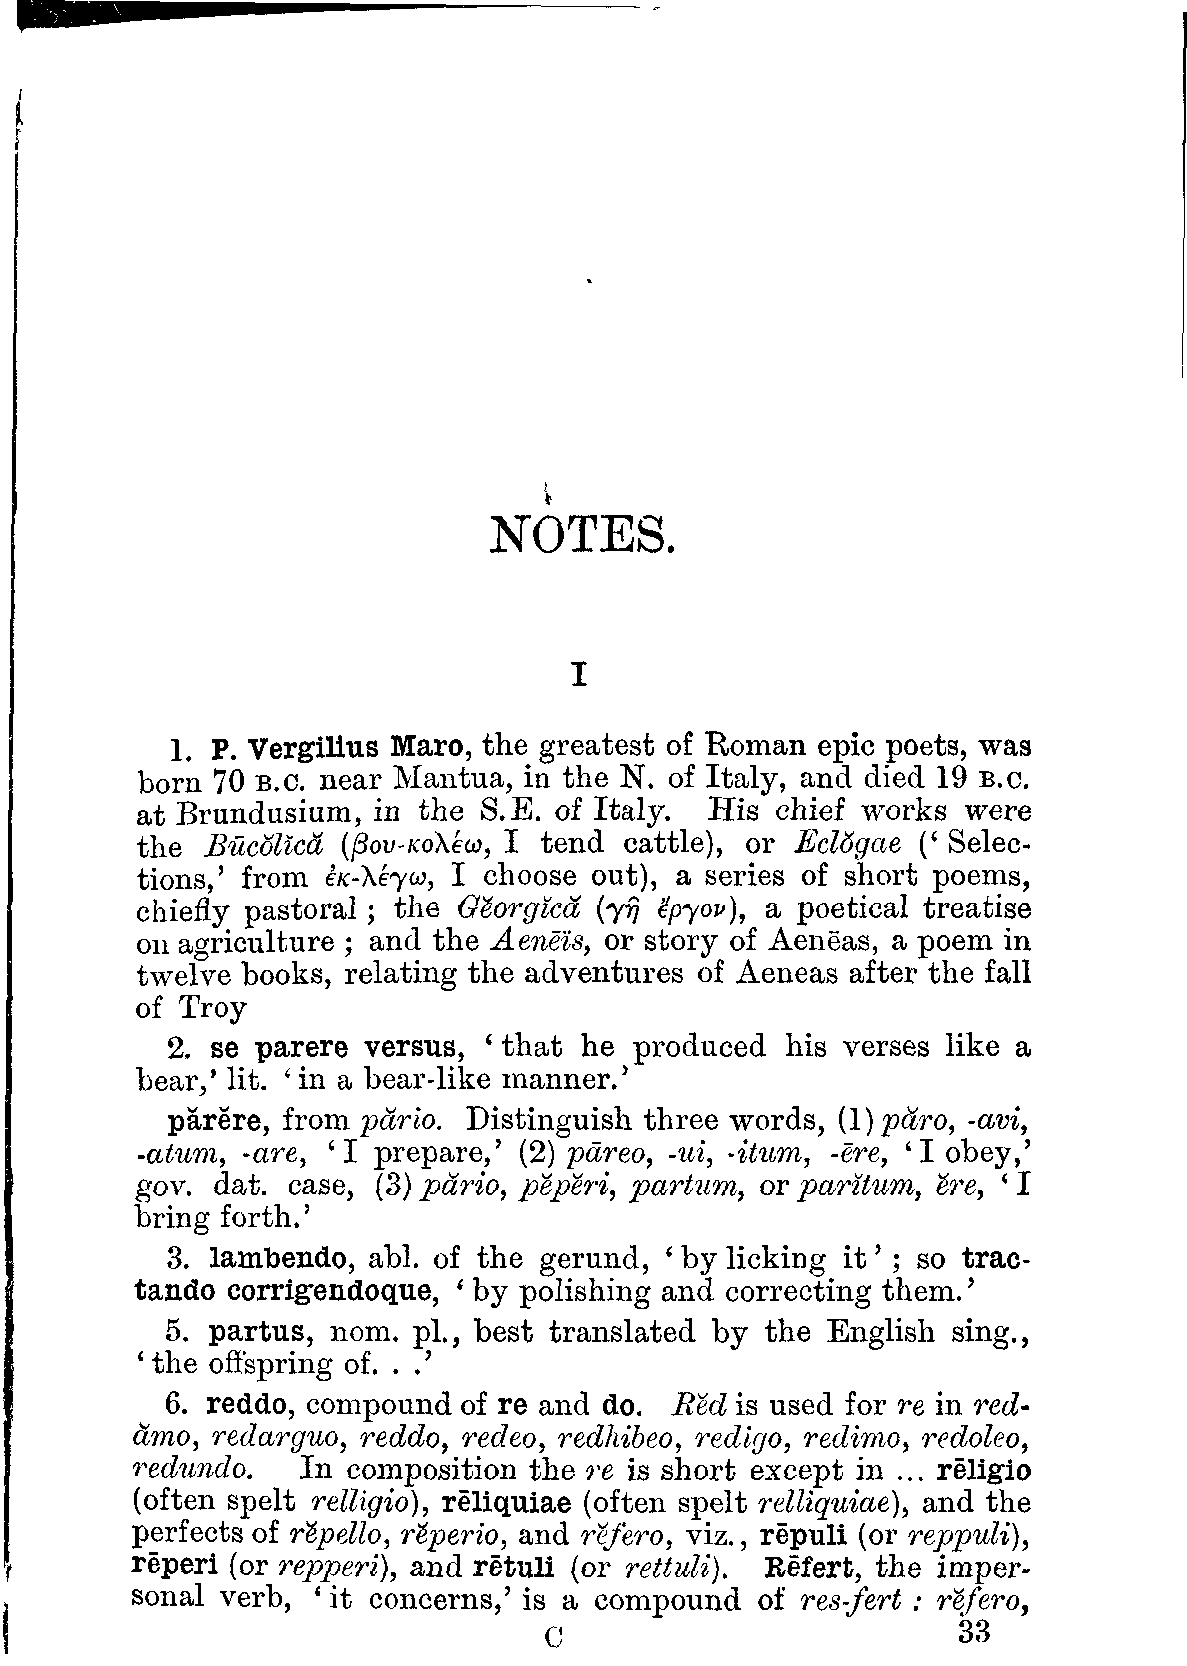 NOTES.
I
1. P. Vergilius Maro, the greatest of Roman epic poets, was
born 70 B.C. near Mantua, in the N. of Italy, and died 19 B.C.
at Brundusium, in the S.E. of Italy. His chief works were
the Būcŏlĭcă (βου-κολέω, I tend cattle), or Eclŏgae (‘ Selec-
tions,’ from ἐκ-λέγω, I choose out), a series of short poems,
chiefly pastoral ; the Gĕorgĭcă (γῆ ἔργον), a poetical treatise
on agriculture ; and the Aenēïs, or story of Aenēas, a poem in
twelve books, relating the adventures of Aeneas after the fall
of Troy
2. se parere versus, ‘ that he produced his verses like a
bear,’ lit. ‘ in a bear-like manner.’
părĕre, from părio. Distinguish three words, (1) păro, -avi,
-atum, -are, ‘ I prepare,’ (2) pāreo, -ui, -itum, -ēre, ‘ I obey,’
gov. dat. case, (3) părio, pĕpĕri, partum, or parĭtum, ĕre, ‘ I
bring forth.’
3. lambendo, abl. of the gerund, ‘ by licking it ’ ; so trac-
tando corrigendoque, ‘ by polishing and correcting them.’
5. partus, nom. pl., best translated by the English sing.,
‘ the offspring of. . .’
6. reddo, compound of re and do. Rĕd is used for re in red-
ămo, redarguo, reddo, redeo, redhibeo, redigo, redimo, redoleo,
redundo. In composition the re is short except in ... rēligio
(often spelt relligio), rēliquiae (often spelt relliquiae), and the
perfects of rĕpello, rĕperio, and rĕfero, viz., rēpuli (or reppuli),
rēperi (or repperi), and rētuli (or rettuli). Rēfert, the imper-
sonal verb, ‘ it concerns,’ is a compound of res-fert : rĕfero,
C 33